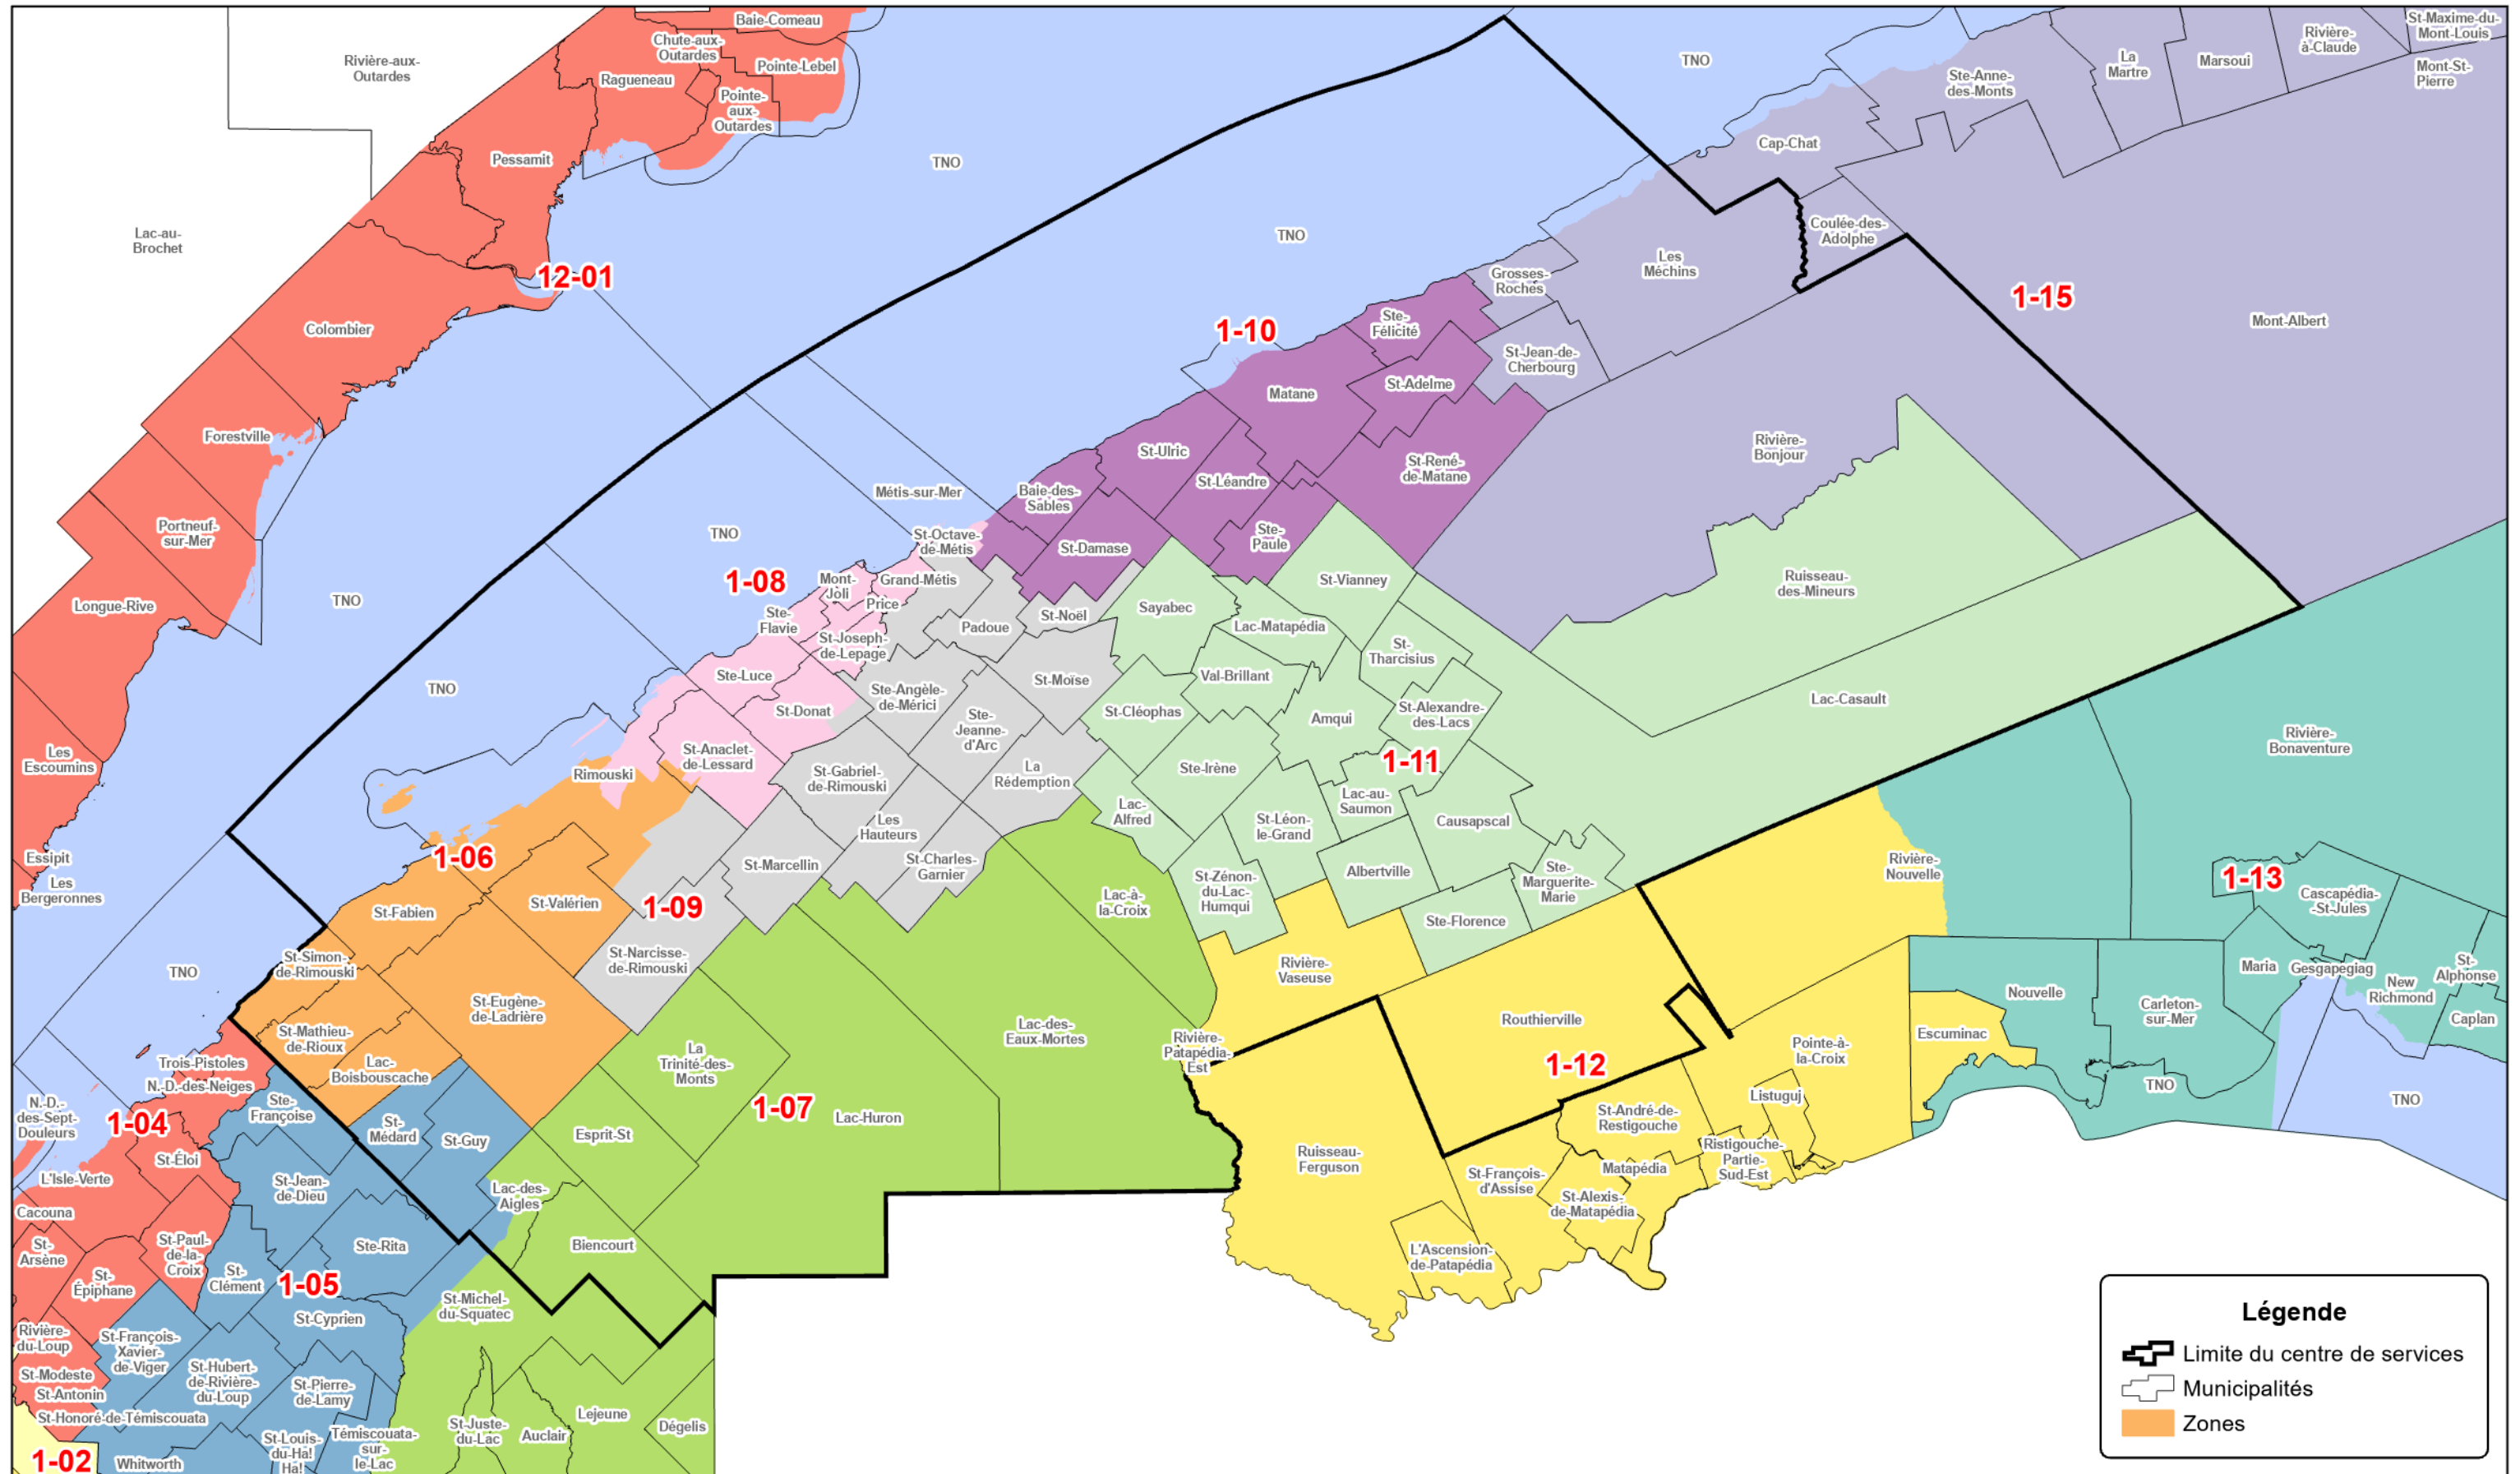 Baie-Comeau
Chute-aux-
Outardes
Rivière-aux-
Outardes
Ragueneau
Pointe-Lebel
Pointe-
aux-
Outardes
Pessamit
TNO
TNO
TNO
St-Maxime-du-
Mont-Louis
Rivière-
à-Claude
La
Martre
Marsoui
Mont-St-
Pierre
Ste-Anne-
des-Monts
Cap-Chat
Lac-au-
Brochet
Coulée-des-
Adolphe
Les
Méchins
12-01
Grosses-
Roches
1-15
Mont-Albert
Colombier
1-10
Ste-
Félicité
St-Jean-de-
Cherbourg
St-Adelme
Matane
Forestville
St-Ulric
Rivière-
Bonjour
St-René-
de-Matane
St-Léandre
Métis-sur-Mer
Baie-des-
Sables
Portneuf-
sur-Mer
TNO
St-Octave-
de-Métis
Ste-
Paule
St-Damase
1-08
Mont-
Joli
Grand-Métis
St-Vianney
Ruisseau-
des-Mineurs
Longue-Rive
TNO
Price
Ste-
Flavie
St-Noël
Sayabec
Padoue
Lac-Matapédia
St-Joseph-
de-Lepage
St-
Tharcisius
Ste-Luce
St-Moïse
Val-Brillant
TNO
Ste-Angèle-
de-Mérici
Lac-Casault
St-Donat
St-Cléophas
Amqui
St-Alexandre-
des-Lacs
Ste-
Jeanne-
d'Arc
Rivière-
Bonaventure
Les
Escoumins
St-Anaclet-
de-Lessard
1-11
Rimouski
St-Gabriel-
de-Rimouski
La
Rédemption
Ste-Irène
Lac-
Alfred
Lac-au-
Saumon
Les
Hauteurs
St-Léon-
le-Grand
Causapscal
Essipit
1-06
St-Marcellin
St-Charles-
Garnier
Rivière-
Nouvelle
1-13
Les
Bergeronnes
Albertville
Ste-
Marguerite-
Marie
St-Zénon-
du-Lac-
Humqui
Lac-à-
la-Croix
St-Valérien
1-09
St-Fabien
Cascapédia-
-St-Jules
Ste-Florence
St-Simon-
de-Rimouski
St-Narcisse-
de-Rimouski
Rivière-
Vaseuse
TNO
Maria
Gesgapegiag
St-
Alphonse
Nouvelle
New
Richmond
St-Eugène-
de-Ladrière
Carleton-
sur-Mer
Routhierville
Caplan
St-Mathieu-
de-Rioux
Lac-des-
Eaux-Mortes
Escuminac
Rivière-
Patapédia-
Est
Pointe-à-
la-Croix
Trois-Pistoles
Lac-
Boisbouscache
La
Trinité-des-
Monts
1-12
N.-D.-des-Neiges
TNO
Listuguj
TNO
N.-D.-
des-Sept-
Douleurs
Ste-
Françoise
1-04
1-07
Lac-Huron
St-André-de-
Restigouche
St-
Médard
St-Guy
Esprit-St
St-Éloi
Ristigouche-
Partie-
Sud-Est
Ruisseau-
Ferguson
Matapédia
L'Isle-Verte
St-Jean-
de-Dieu
St-François-
d'Assise
Lac-des-
Aigles
St-Alexis-
de-Matapédia
Cacouna
St-
Arsène
St-Paul-
de-la-
Croix
Ste-Rita
Biencourt
L'Ascension-
de-Patapédia
St-
Épiphane
St-
Clément
1-05
St-Michel-
du-Squatec
St-Cyprien
Rivière-
du-Loup
St-François-
Xavier-
de-Viger
St-Modeste
St-Hubert-
de-Rivière-
du-Loup
St-Pierre-
de-Lamy
St-Antonin
St-Honoré-de-Témiscouata
Lejeune
St-Juste-
du-Lac
Auclair
Dégelis
Témiscouata-
sur-
le-Lac
St-Louis-
du-Ha!
Ha!
1-02
Whitworth
Légende
Limite du centre de services
Municipalités
Zones